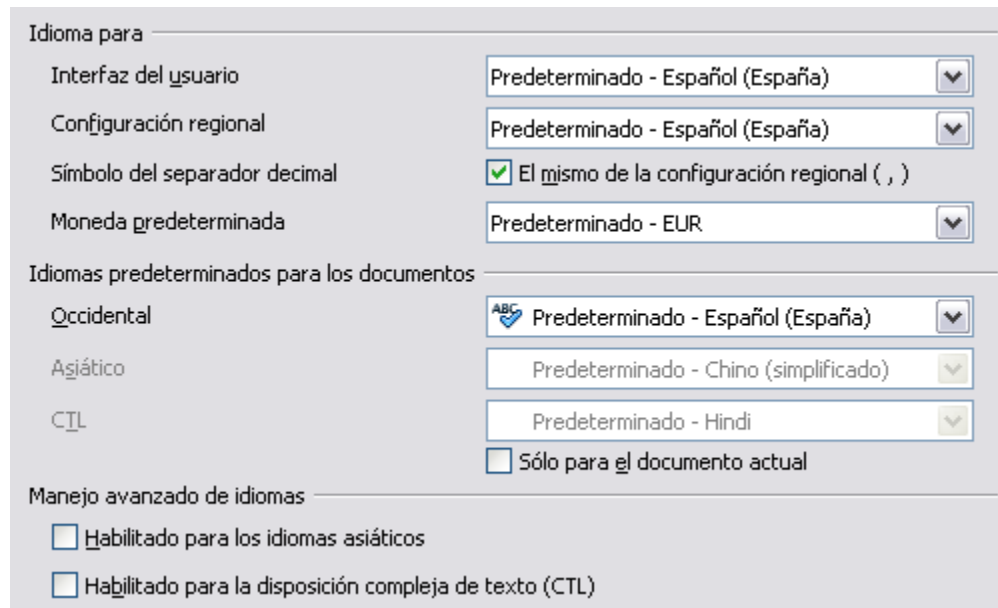 Idioma para
Interfaz del usuario Predeterminado - Español (España)
Configuración regional Predeterminado - Español (España)
Símbolo del separador decimal El mismo de la configuración regional ( , )
Moneda predeterminada Predeterminado - EUR
Idiomas predeterminados para los documentos
Occidental ABC Predeterminado - Español (España)
Asiático Predeterminado - Chino (simplificado)
CTL Predeterminado - Hindi
Sólo para el documento actual
Manejo avanzado de idiomas
Habilitado para los idiomas asiáticos
Habilitado para la disposición compleja de texto (CTL)